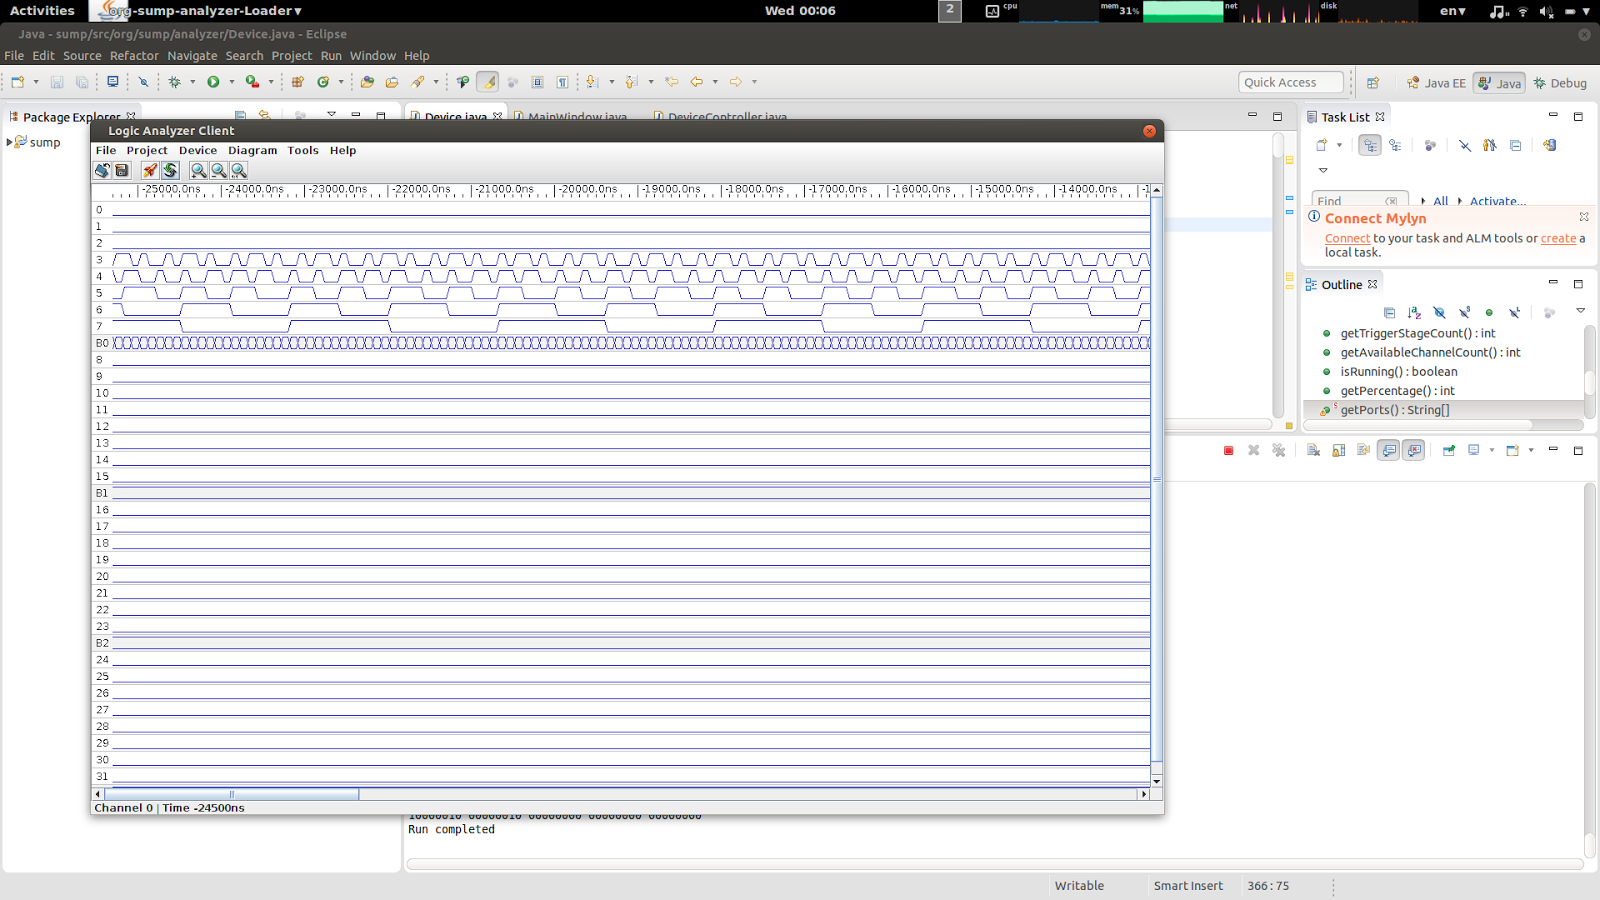 Activities
org-sump-analyzer-Loader
Wed 00:06
2
cpu
mem 31%
net
disk
en
Java - sump/src/org/sump/analyzer/Device.java - Eclipse
File Edit Source Refactor Navigate Search Project Run Window Help
Quick Access
Java EE
Java
Debug
Package Explorer
Device.java
MainWindow.java
DeviceController.java
Task List
sump
Logic Analyzer Client
File Project Device Diagram Tools Help
-25000.0ns -24000.0ns -23000.0ns -22000.0ns -21000.0ns -20000.0ns -19000.0ns -18000.0ns -17000.0ns -16000.0ns -15000.0ns -14000.0ns
0
1
2
3
4
5
6
7
B0
8
9
10
11
12
13
14
15
B1
16
17
18
19
20
21
22
23
B2
24
25
26
27
28
29
30
31
Channel 0 | Time -24500ns
10000010 00000010 00000000 00000000 00000000
Run completed
Find
All
Activate...
Connect Mylyn
Connect to your task and ALM tools or create a
local task.
Outline
getTriggerStageCount() : int
getAvailableChannelCount() : int
isRunning() : boolean
getPercentage() : int
getPorts() : String[]
Writable
Smart Insert
366 : 75